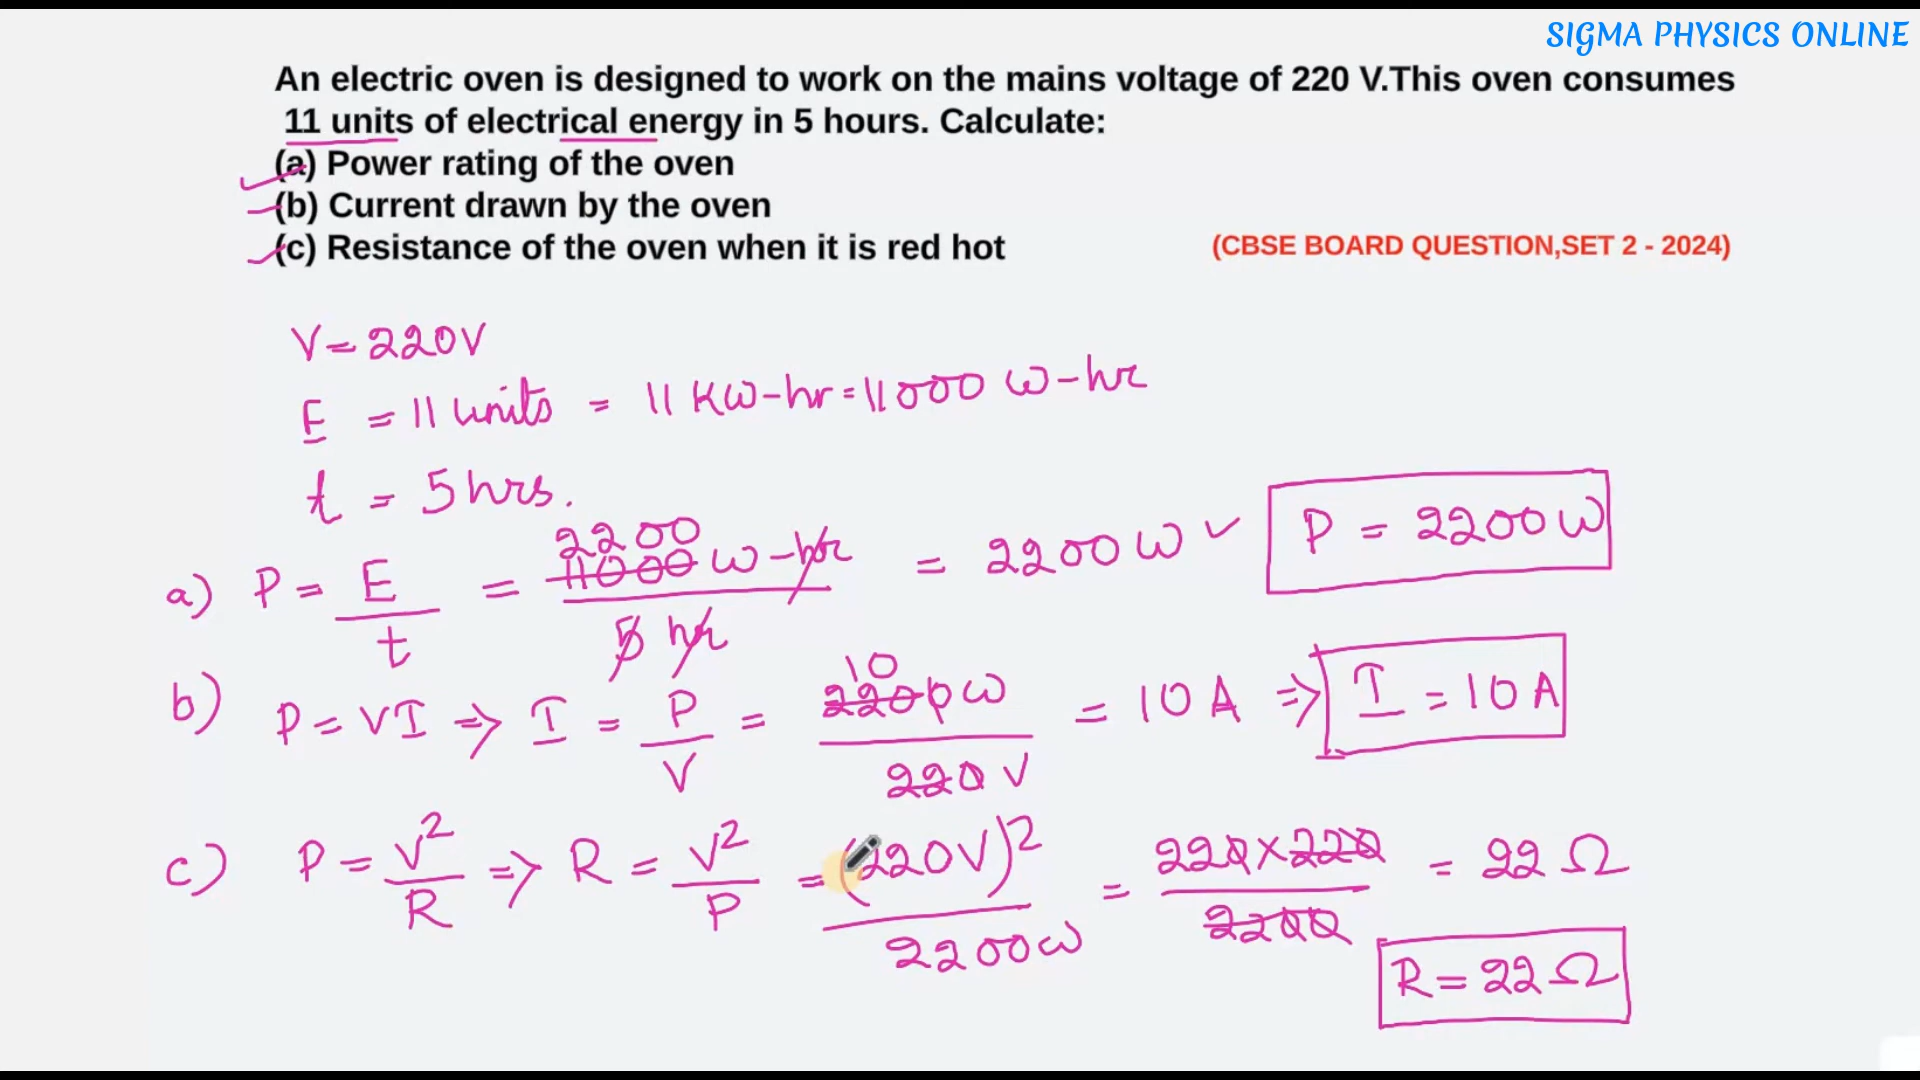 SIGMA PHYSICS ONLINE
An electric oven is designed to work on the mains voltage of 220 V.This oven consumes
11 units of electrical energy in 5 hours. Calculate:
(a) Power rating of the oven
(b) Current drawn by the oven
(c) Resistance of the oven when it is red hot
(CBSE BOARD QUESTION,SET 2 - 2024)
V = 220V
E = 11 units = 11 KW-hr = 11000 W-hr
t = 5 hrs.
a) P = E/t = 11000 W-hr / 5 hr 2200 = 2200 W ✓ P = 2200 W
b) P = VI => I = P/V = 2200 W / 220 V 10 = 10 A => I = 10 A
c) P = V²/R => R = V²/P = (220V)² / 2200 W = 220 x 220 / 2200 = 22 Ω
R = 22 Ω